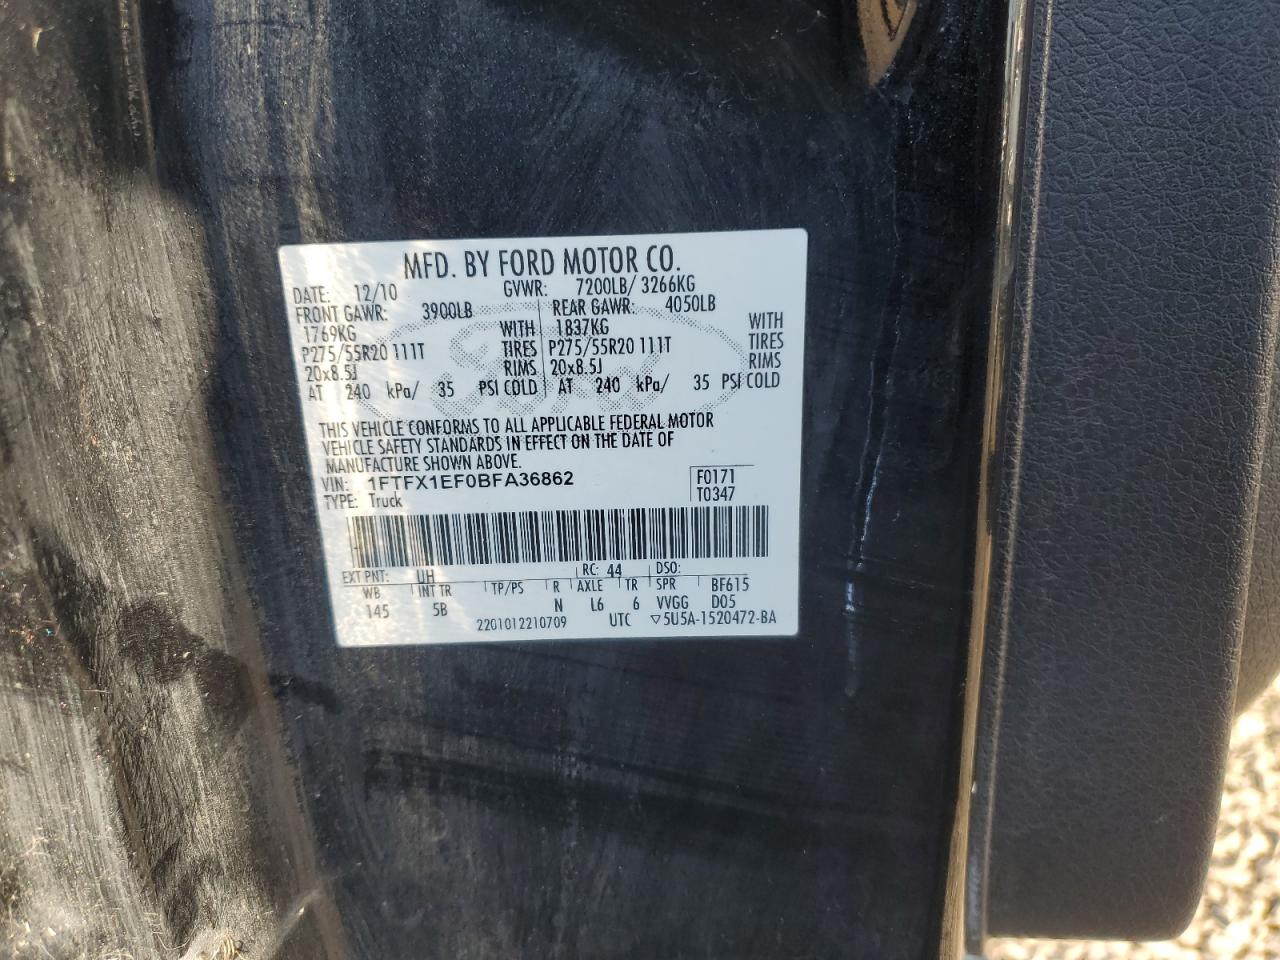 MFD. BY FORD MOTOR CO.
DATE: 12/10 GVWR: 7200LB/ 3266KG
FRONT GAWR: 3900LB REAR GAWR: 4050LB
1769KG WITH 1837KG WITH
P275/55R20 111T TIRES P275/55R20 111T TIRES
20x8.5J RIMS 20x8.5J RIMS
AT 240 kPa/ 35 PSI COLD AT 240 kPa/ 35 PSI COLD
THIS VEHICLE CONFORMS TO ALL APPLICABLE FEDERAL MOTOR
VEHICLE SAFETY STANDARDS IN EFFECT ON THE DATE OF
MANUFACTURE SHOWN ABOVE.
VIN: 1FTFX1EF0BFA36862 F0171
TYPE: Truck T0347
EXT PNT: UH RC: 44 DSO:
WB INT TR TP/PS R AXLE TR SPR BF615
145 5B N L6 6 VVGG D05
2201012210709 UTC ▽5U5A-1520472-BA